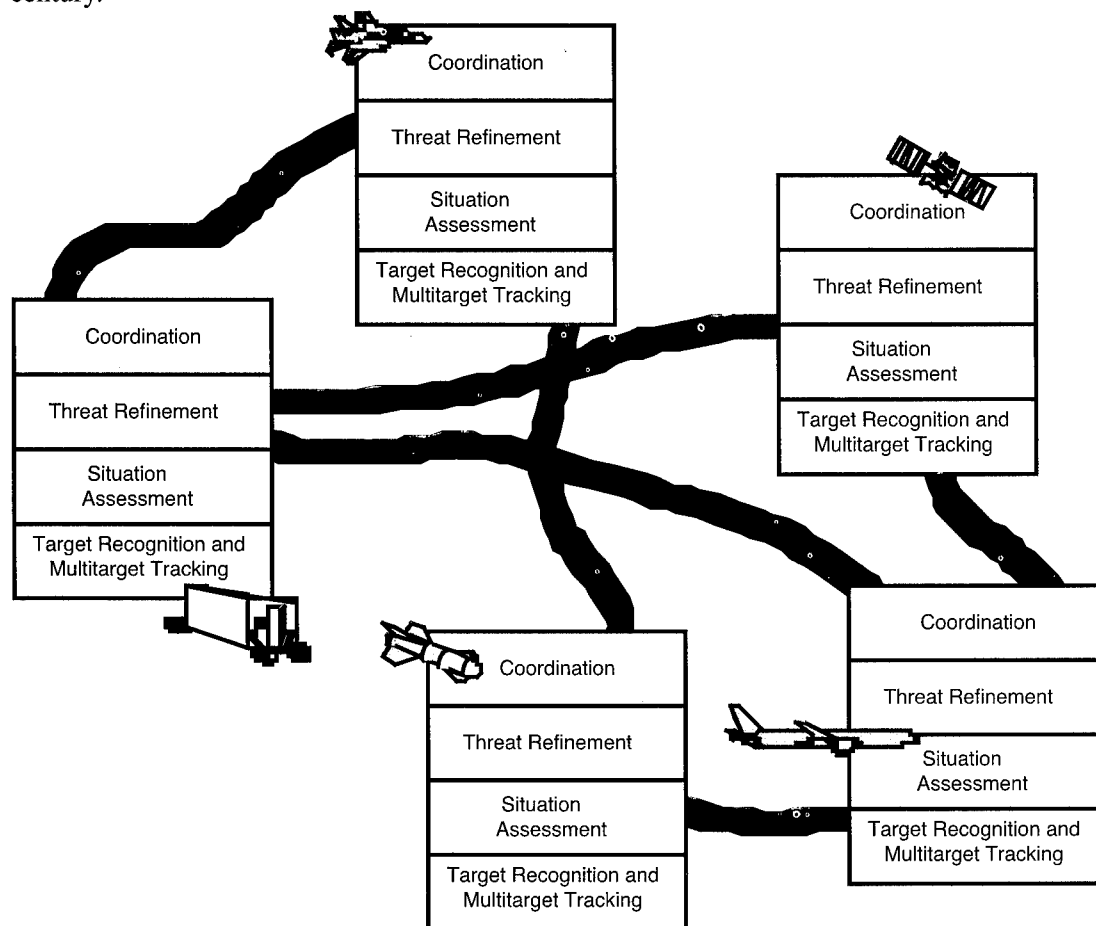 century.
Coordination
Threat Refinement
Situation
Assessment
Target Recognition and
Multitarget Tracking
Coordination
Threat Refinement
Situation
Assessment
Target Recognition and
Multitarget Tracking
Coordination
Threat Refinement
Situation
Assessment
Target Recognition and
Multitarget Tracking
Coordination
Threat Refinement
Situation
Assessment
Target Recognition and
Multitarget Tracking
Coordination
Threat Refinement
Situation
Assessment
Target Recognition and
Multitarget Tracking